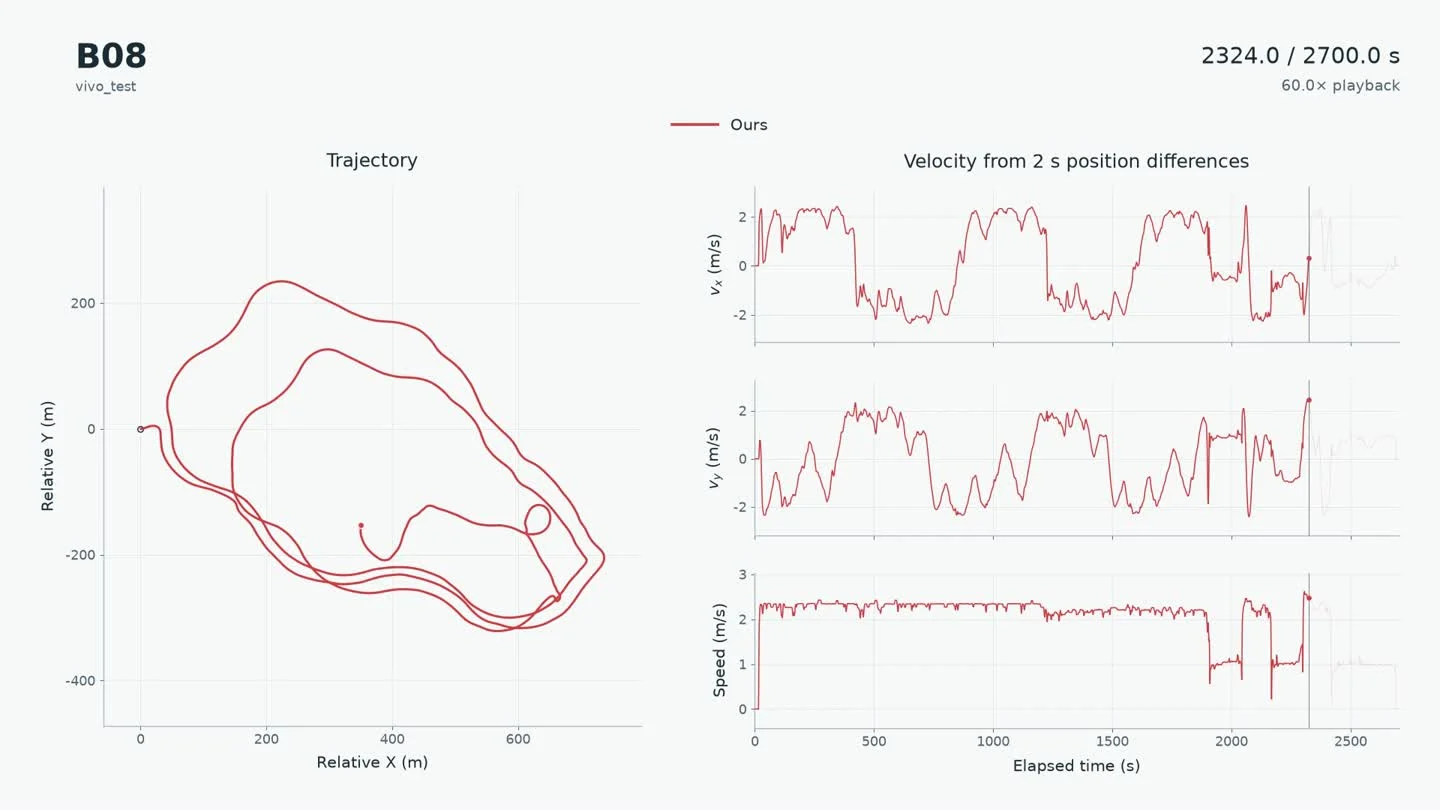 B08
vivo_test
2324.0 / 2700.0 s
60.0× playback
Ours
Trajectory
Relative Y (m)
200
0
-200
-400
0 200 400 600
Relative X (m)
Velocity from 2 s position differences
vx (m/s)
2
0
-2
vy (m/s)
2
0
-2
Speed (m/s)
3
2
1
0
0 500 1000 1500 2000 2500
Elapsed time (s)